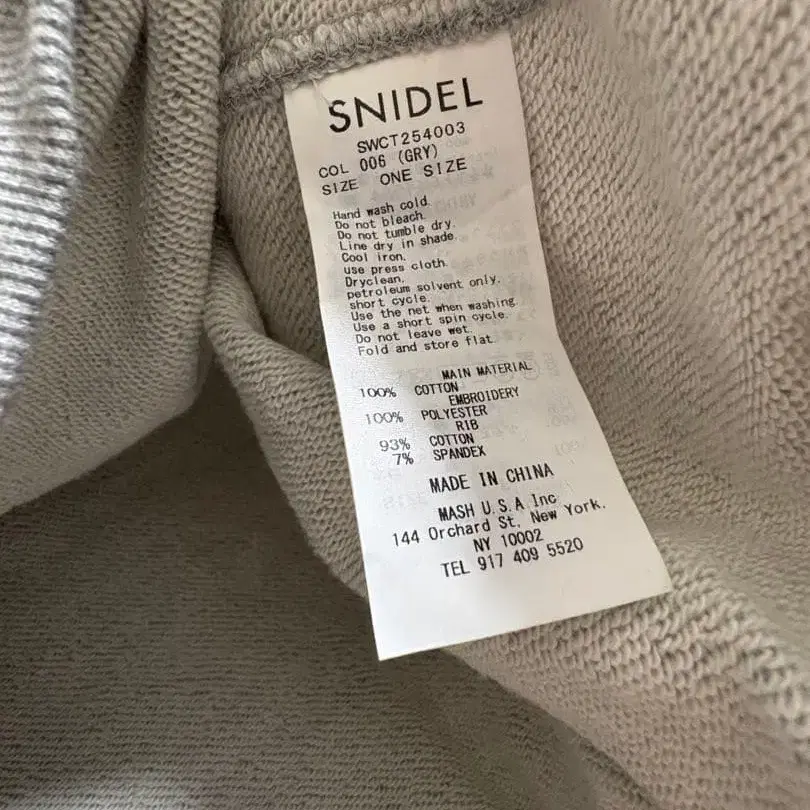 SNIDEL
SWCT254003
COL 006 (GRY)
SIZE ONE SIZE
Hand wash cold.
Do not bleach.
Do not tumble dry.
Line dry in shade.
Cool iron.
use press cloth.
Dryclean.
petroleum solvent only.
short cycle.
Use the net when washing.
Use a short spin cycle.
Do not leave wet.
Fold and store flat.
MAIN MATERIAL
100% COTTON
EMBROIDERY
100% POLYESTER
RIB
93% COTTON
7% SPANDEX
MADE IN CHINA
MASH U.S.A Inc
144 Orchard St, New York.
NY 10002
TEL 917 409 5520